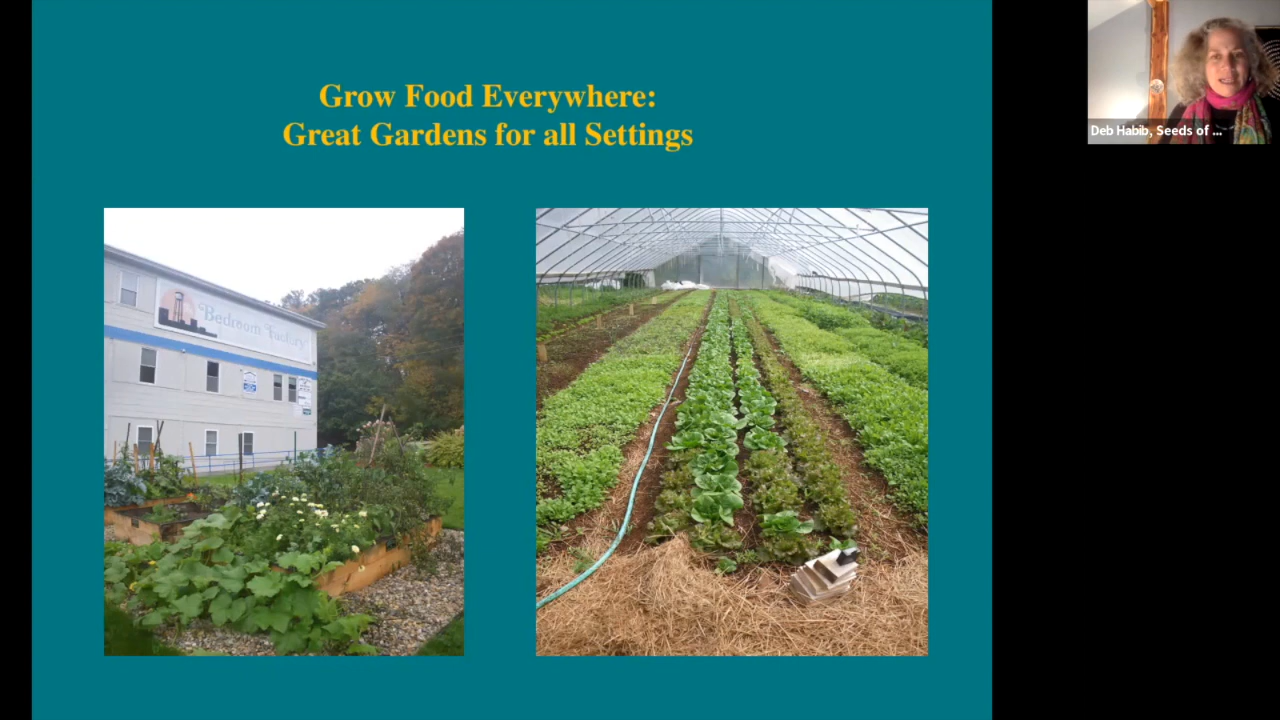 Grow Food Everywhere:
Great Gardens for all Settings
Bedroom Factory
Deb Habib, Seeds of ...